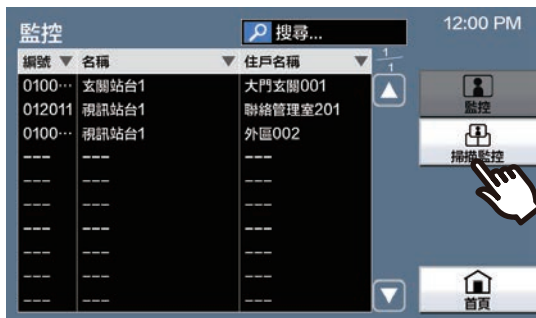 監控
搜尋...
12:00 PM
編號 ▼ 名稱 ▼ 住戶名稱 ▼
1/1
0100… 玄關站台1 大門玄關001
012011 視訊站台1 聯絡管理室201
0100… 視訊站台1 外區002
--- --- ---
--- --- ---
--- --- ---
--- --- ---
--- --- ---
--- --- ---
監控
掃描監控
首頁